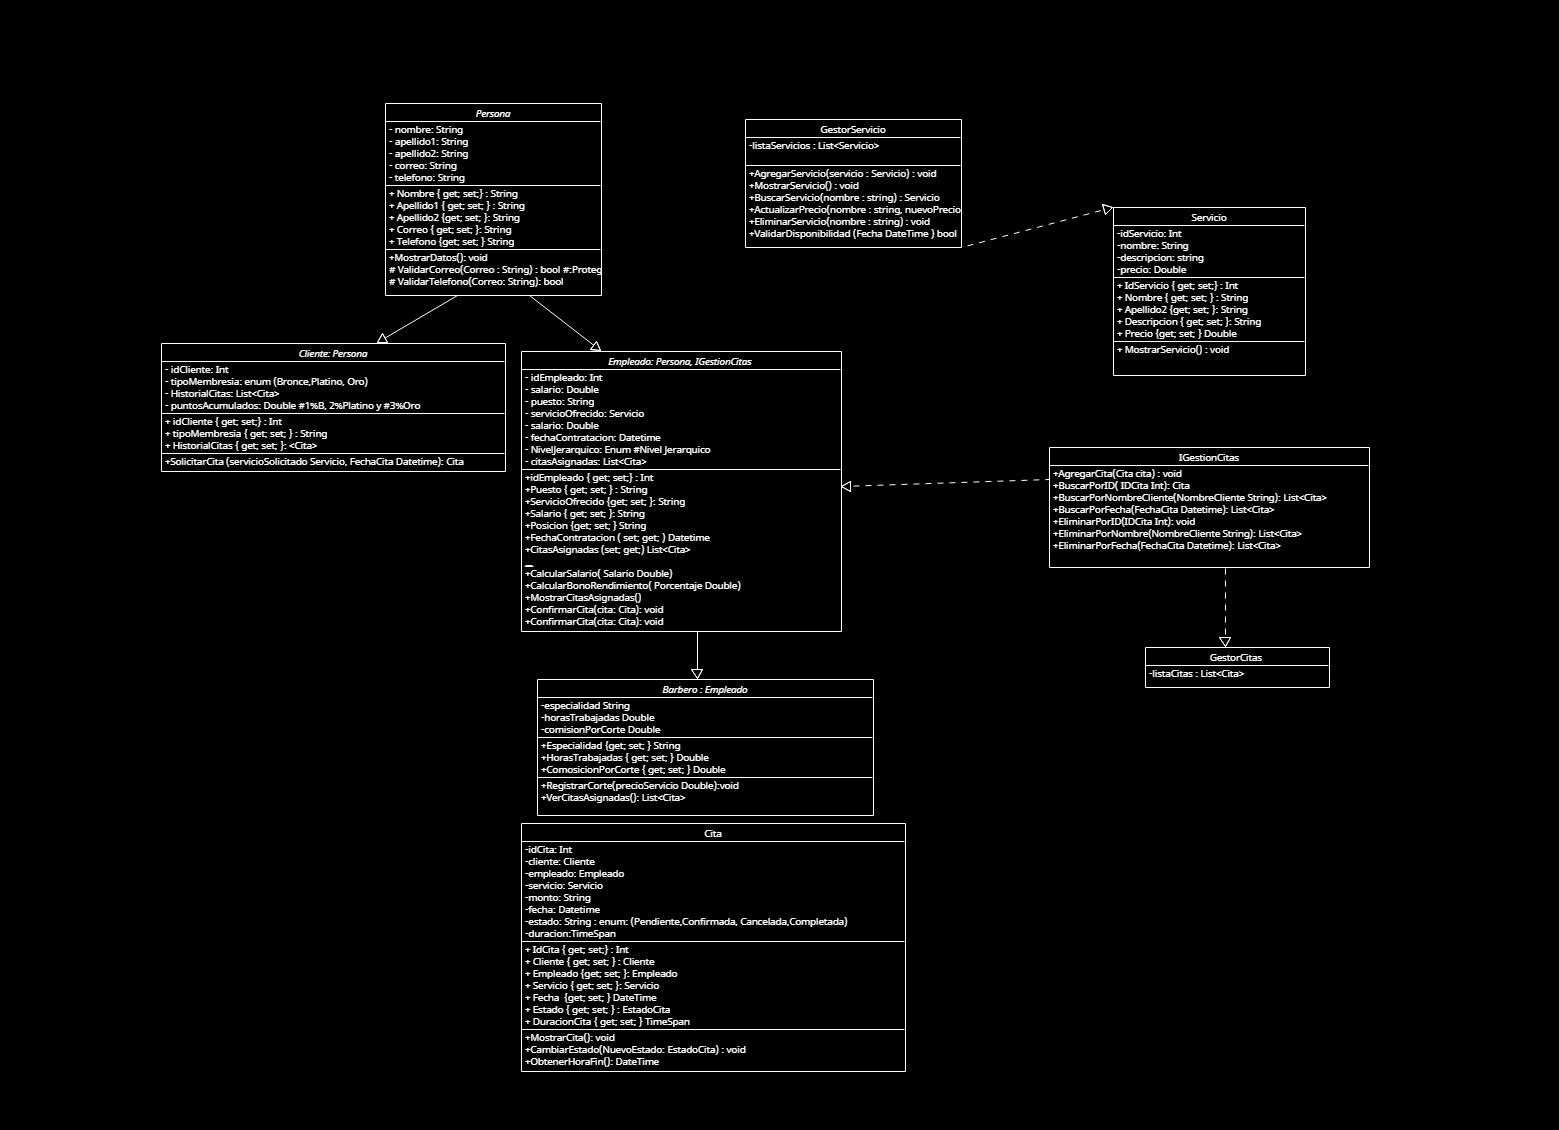 Persona
- nombre: String
- apellido1: String
- apellido2: String
- correo: String
- telefono: String
+ Nombre { get; set;} : String
+ Apellido1 { get; set; } : String
+ Apellido2 {get; set; }: String
+ Correo { get; set; }: String
+ Telefono {get; set; } String
+MostrarDatos(): void
# ValidarCorreo(Correo : String) : bool #:Proteg
# ValidarTelefono(Correo: String): bool
GestorServicio
-listaServicios : List<Servicio>
+AgregarServicio(servicio : Servicio) : void
+MostrarServicio() : void
+BuscarServicio(nombre : string) : Servicio
+ActualizarPrecio(nombre : string, nuevoPrecio
+EliminarServicio(nombre : string) : void
+ValidarDisponibilidad (Fecha DateTime ) bool
Servicio
-idServicio: Int
-nombre: String
-descripcion: string
-precio: Double
+ IdServicio { get; set;} : Int
+ Nombre { get; set; } : String
+ Apellido2 {get; set; }: String
+ Descripcion { get; set; }: String
+ Precio {get; set; } Double
+ MostrarServicio() : void
Cliente: Persona
- idCliente: Int
- tipoMembresia: enum (Bronce,Platino, Oro)
- HistorialCitas: List<Cita>
- puntosAcumulados: Double #1%B, 2%Platino y #3%Oro
+ idCliente { get; set;} : Int
+ tipoMembresia { get; set; } : String
+ HistorialCitas { get; set; }: <Cita>
+SolicitarCita (servicioSolicitado Servicio, FechaCita Datetime): Cita
Empleado: Persona, IGestionCitas
- idEmpleado: Int
- salario: Double
- puesto: String
- servicioOfrecido: Servicio
- salario: Double
- fechaContratacion: Datetime
- NivelJerarquico: Enum #Nivel Jerarquico
- citasAsignadas: List<Cita>
+idEmpleado { get; set;} : Int
+Puesto { get; set; } : String
+ServicioOfrecido {get; set; }: String
+Salario { get; set; }: String
+Posicion {get; set; } String
+FechaContratacion ( set; get; ) Datetime
+CitasAsignadas (set; get;) List<Cita>
+CalcularSalario( Salario Double)
+CalcularBonoRendimiento( Porcentaje Double)
+MostrarCitasAsignadas()
+ConfirmarCita(cita: Cita): void
+ConfirmarCita(cita: Cita): void
IGestionCitas
+AgregarCita(Cita cita) : void
+BuscarPorID( IDCita Int): Cita
+BuscarPorNombreCliente(NombreCliente String): List<Cita>
+BuscarPorFecha(FechaCita Datetime): List<Cita>
+EliminarPorID(IDCita Int): void
+EliminarPorNombre(NombreCliente String): List<Cita>
+EliminarPorFecha(FechaCita Datetime): List<Cita>
GestorCitas
-listaCitas : List<Cita>
Barbero : Empleado
-especialidad String
-horasTrabajadas Double
-comisionPorCorte Double
+Especialidad {get; set; } String
+HorasTrabajadas { get; set; } Double
+ComosicionPorCorte { get; set; } Double
+RegistrarCorte(precioServicio Double):void
+VerCitasAsignadas(): List<Cita>
Cita
-idCita: Int
-cliente: Cliente
-empleado: Empleado
-servicio: Servicio
-monto: String
-fecha: Datetime
-estado: String : enum: (Pendiente,Confirmada, Cancelada,Completada)
-duracion:TimeSpan
+ IdCita { get; set;} : Int
+ Cliente { get; set; } : Cliente
+ Empleado {get; set; }: Empleado
+ Servicio { get; set; }: Servicio
+ Fecha  {get; set; } DateTime
+ Estado { get; set; } : EstadoCita
+ DuracionCita { get; set; } TimeSpan
+MostrarCita(): void
+CambiarEstado(NuevoEstado: EstadoCita) : void
+ObtenerHoraFin(): DateTime